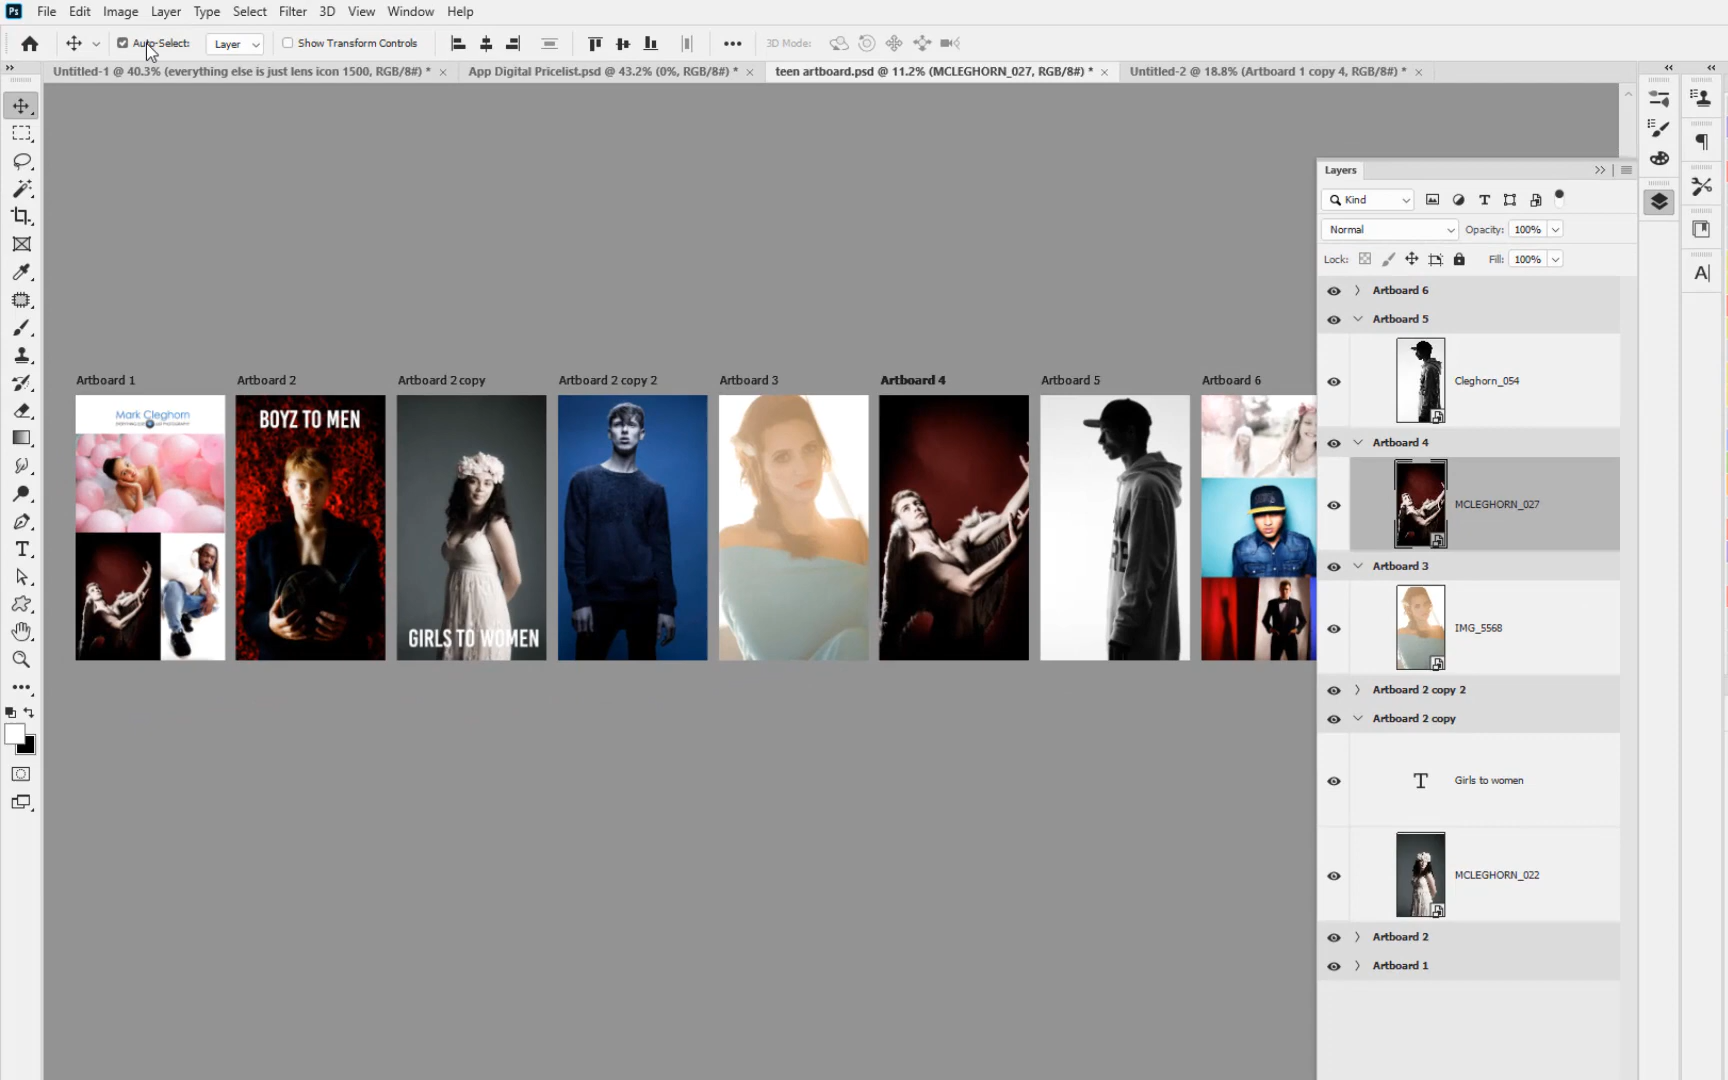 Ps File Edit Image Layer Type Select Filter 3D View Window Help
Auto-Select: Layer Show Transform Controls 3D Mode:
Untitled-1 @ 40.3% (everything else is just lens icon 1500, RGB/8#) * App Digital Pricelist.psd @ 43.2% (0%, RGB/8#) * teen artboard.psd @ 11.2% (MCLEGHORN_027, RGB/8#) * Untitled-2 @ 18.8% (Artboard 1 copy 4, RGB/8#) *
Layers
Kind
Normal Opacity: 100%
Lock: Fill: 100%
Artboard 6
Artboard 5
Cleghorn_054
Artboard 4
MCLEGHORN_027
Artboard 3
IMG_5568
Artboard 2 copy 2
Artboard 2 copy
Girls to women
MCLEGHORN_022
Artboard 2
Artboard 1
Artboard 1 Artboard 2 Artboard 2 copy Artboard 2 copy 2 Artboard 3 Artboard 4 Artboard 5 Artboard 6
Mark Cleghorn
BOYZ TO MEN
GIRLS TO WOMEN